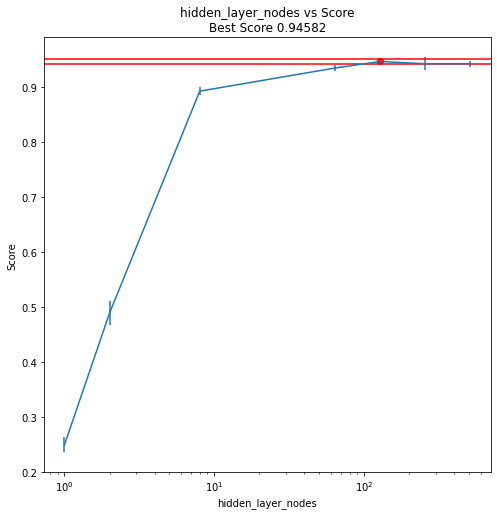 hidden_layer_nodes vs Score
Best Score 0.94582
Score
0.9
0.8
0.7
0.6
0.5
0.4
0.3
0.2
10⁰
10¹
10²
hidden_layer_nodes